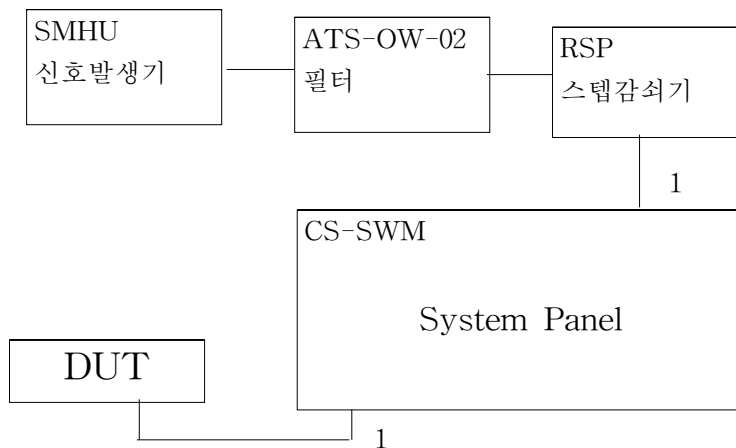 SMHU
신호발생기
ATS-OW-02
필터
RSP
스텝감쇠기
1
CS-SWM
System Panel
DUT
1